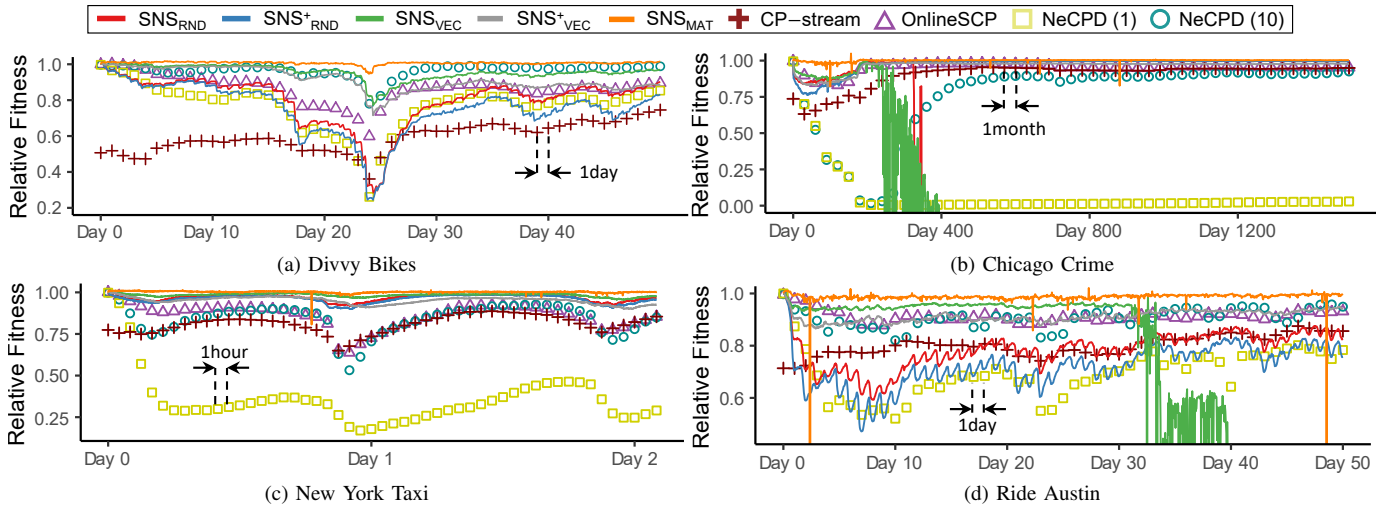 SNS_RND SNS⁺_RND SNS_VEC SNS⁺_VEC SNS_MAT CP−stream OnlineSCP NeCPD (1) NeCPD (10)
Relative Fitness
1.0
0.8
0.6
0.4
0.2
1day
Day 0 Day 10 Day 20 Day 30 Day 40
(a) Divvy Bikes
Relative Fitness
1.00
0.75
0.50
0.25
0.00
1month
Day 0 Day 400 Day 800 Day 1200
(b) Chicago Crime
Relative Fitness
1.00
0.75
0.50
0.25
1hour
Day 0 Day 1 Day 2
(c) New York Taxi
Relative Fitness
1.0
0.8
0.6
1day
Day 0 Day 10 Day 20 Day 30 Day 40 Day 50
(d) Ride Austin